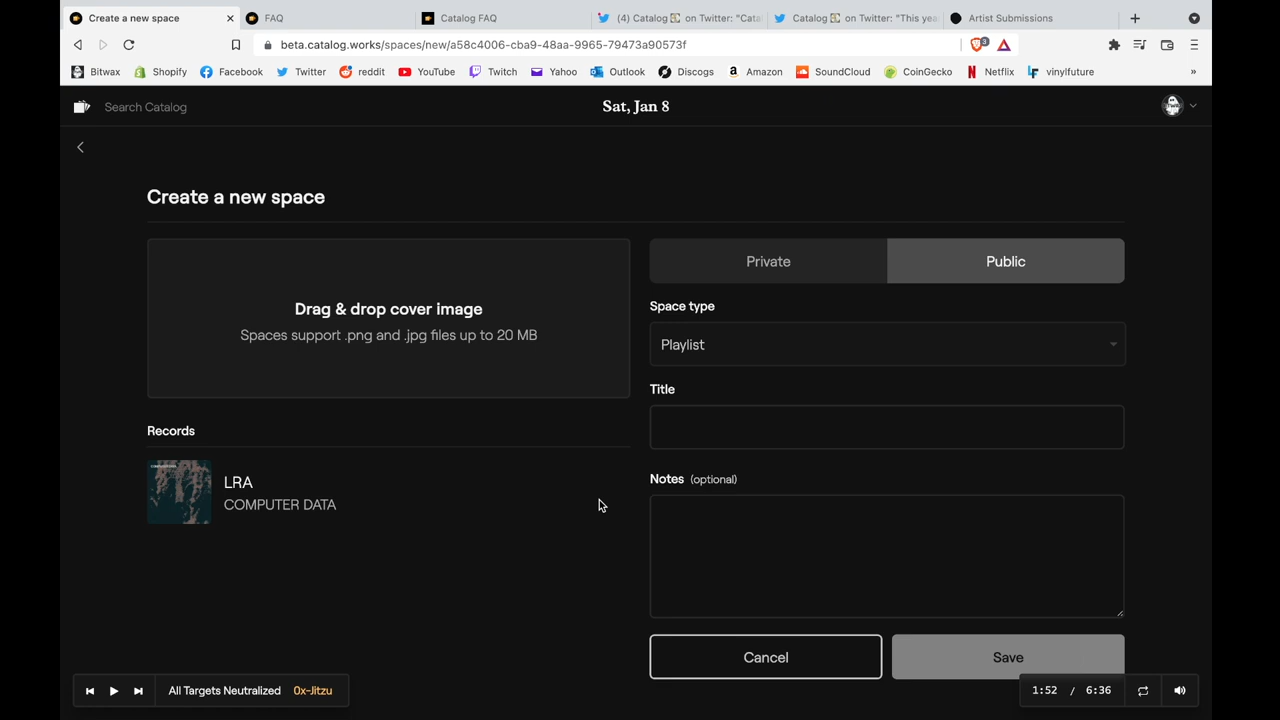 Create a new space
FAQ
Catalog FAQ
(4) Catalog on Twitter: "Cata
Catalog on Twitter: "This yea
Artist Submissions
beta.catalog.works/spaces/new/a58c4006-cba9-48aa-9965-79473a90573f
3
Bitwax
Shopify
Facebook
Twitter
reddit
YouTube
Twitch
Yahoo
Outlook
Discogs
Amazon
SoundCloud
CoinGecko
Netflix
vinylfuture
»
Search Catalog
Sat, Jan 8
Create a new space
Drag & drop cover image
Spaces support .png and .jpg files up to 20 MB
Records
LRA
COMPUTER DATA
Private
Public
Space type
Playlist
Title
Notes (optional)
Cancel
Save
All Targets Neutralized 0x-Jitzu
1:52 / 6:36